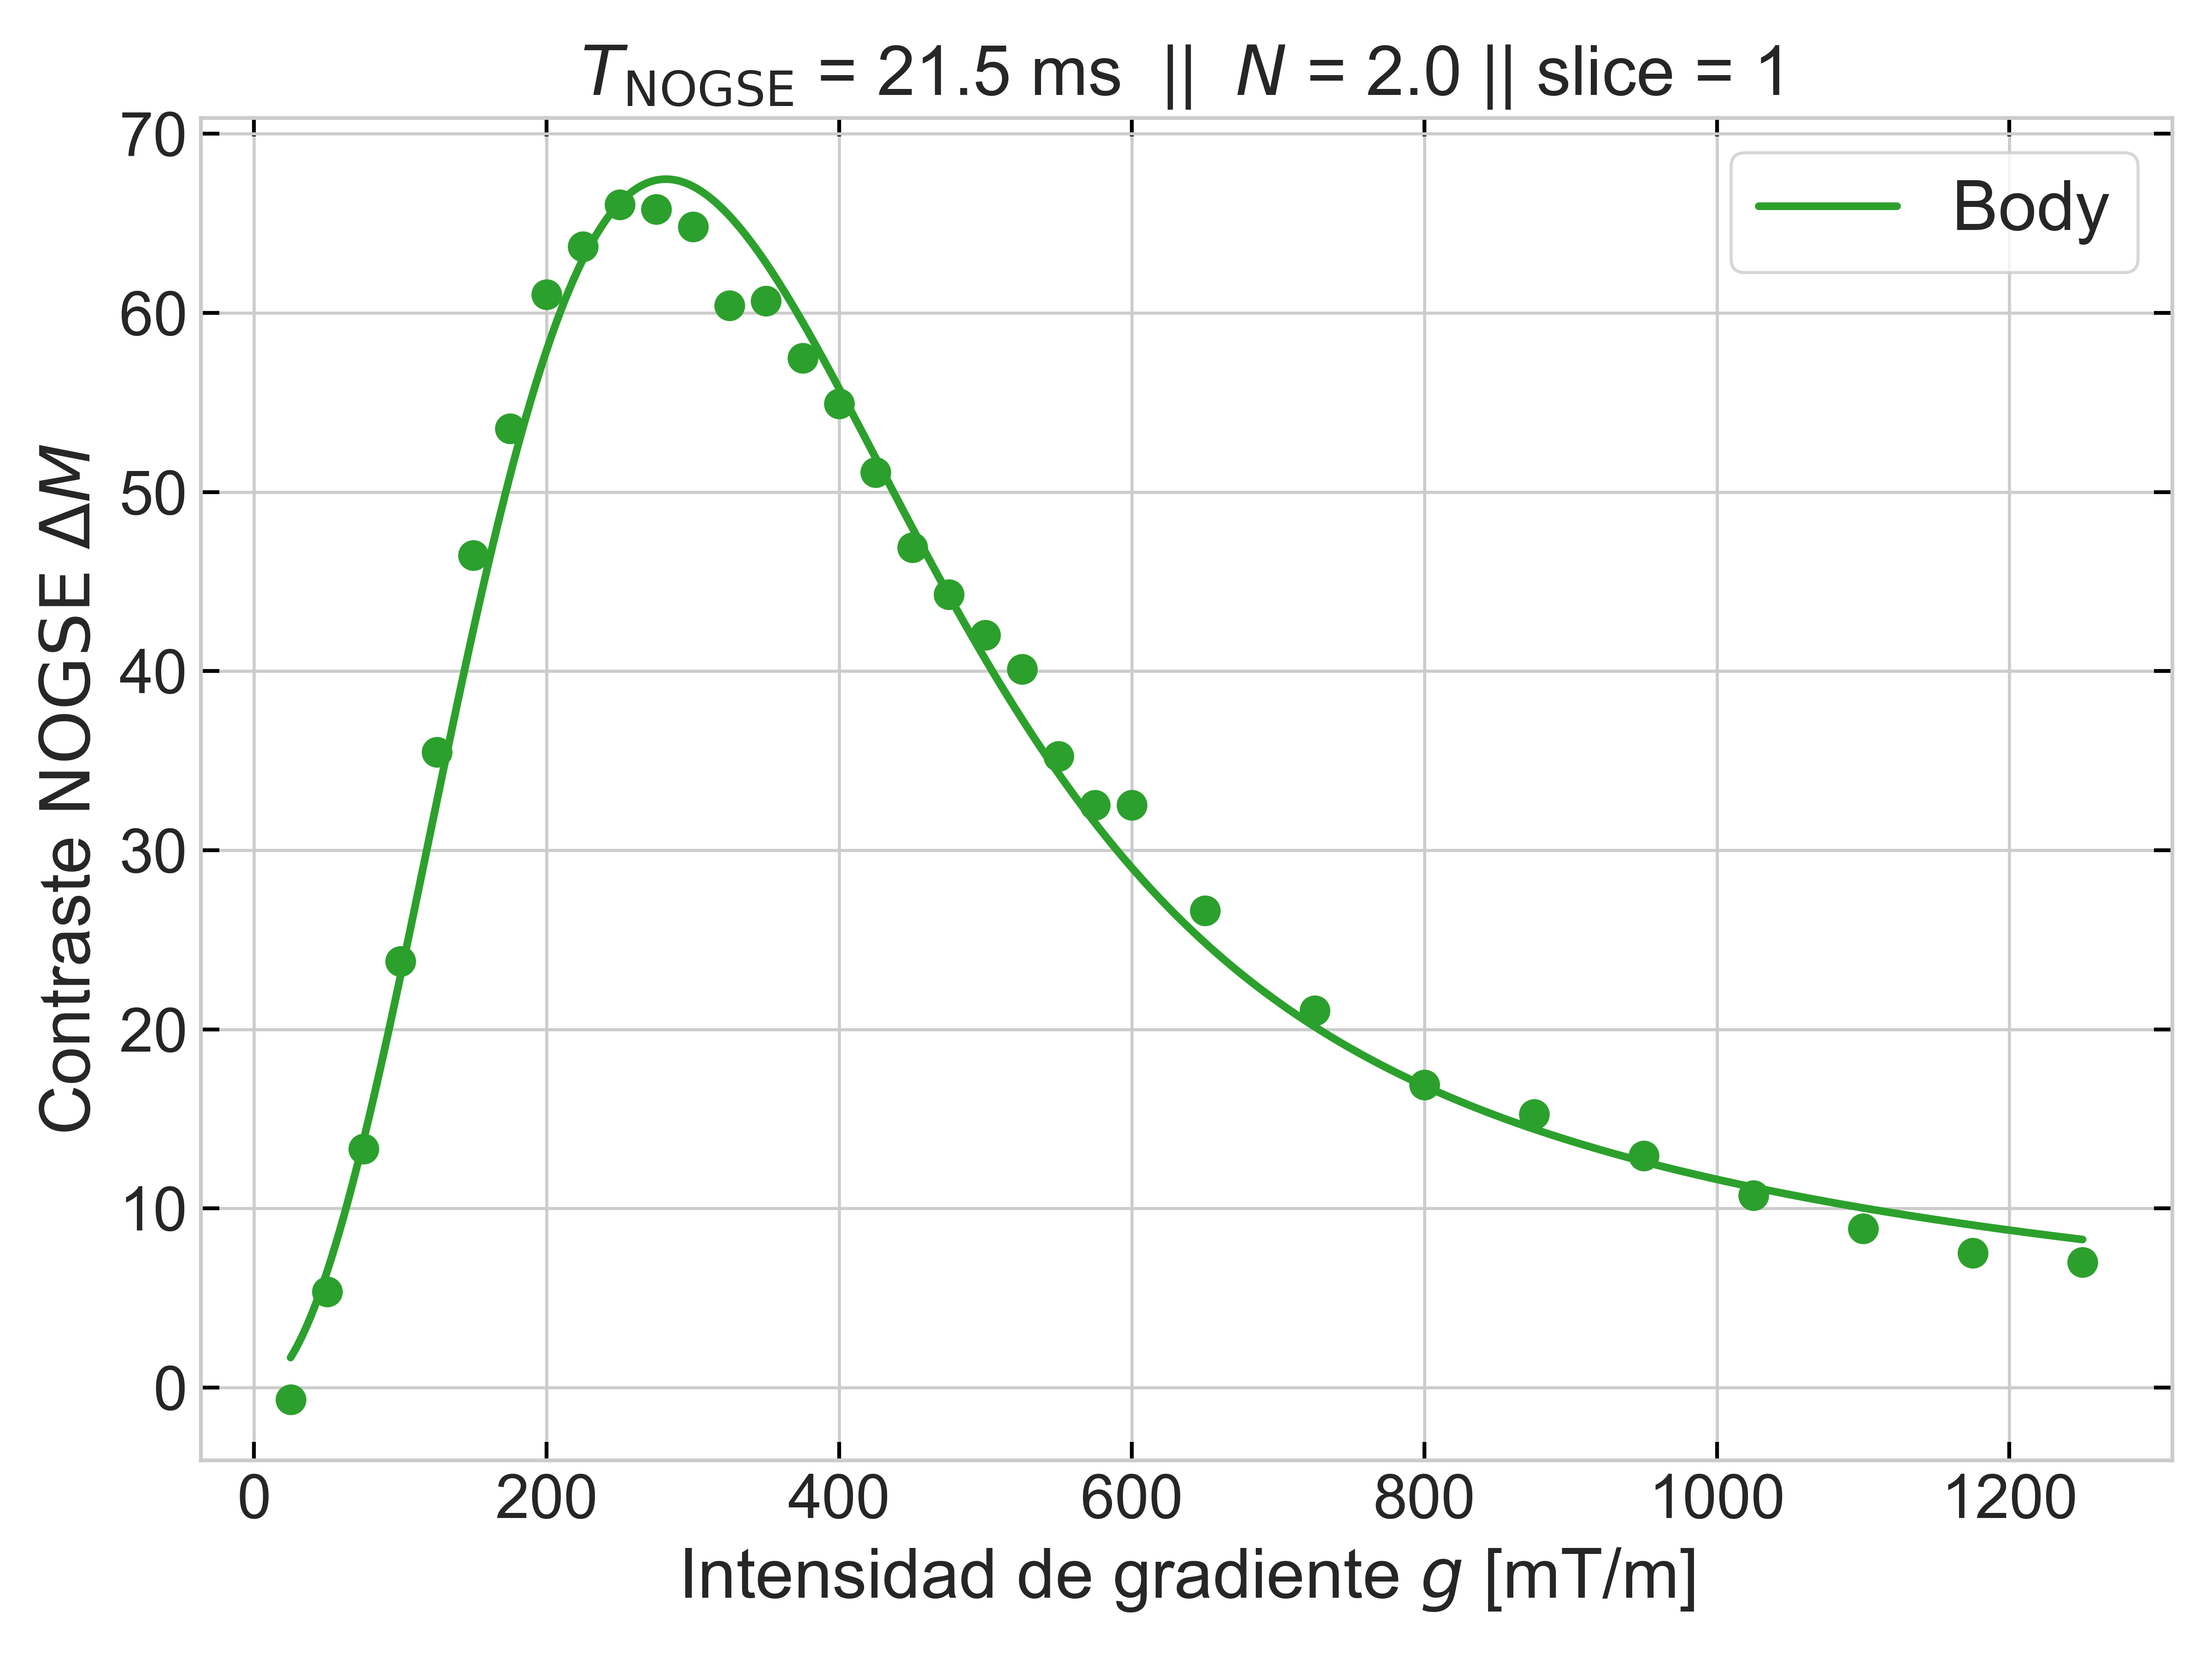 T_NOGSE = 21.5 ms || N = 2.0 || slice = 1
Body
Contraste NOGSE ΔM
70
60
50
40
30
20
10
0
0 200 400 600 800 1000 1200
Intensidad de gradiente g [mT/m]